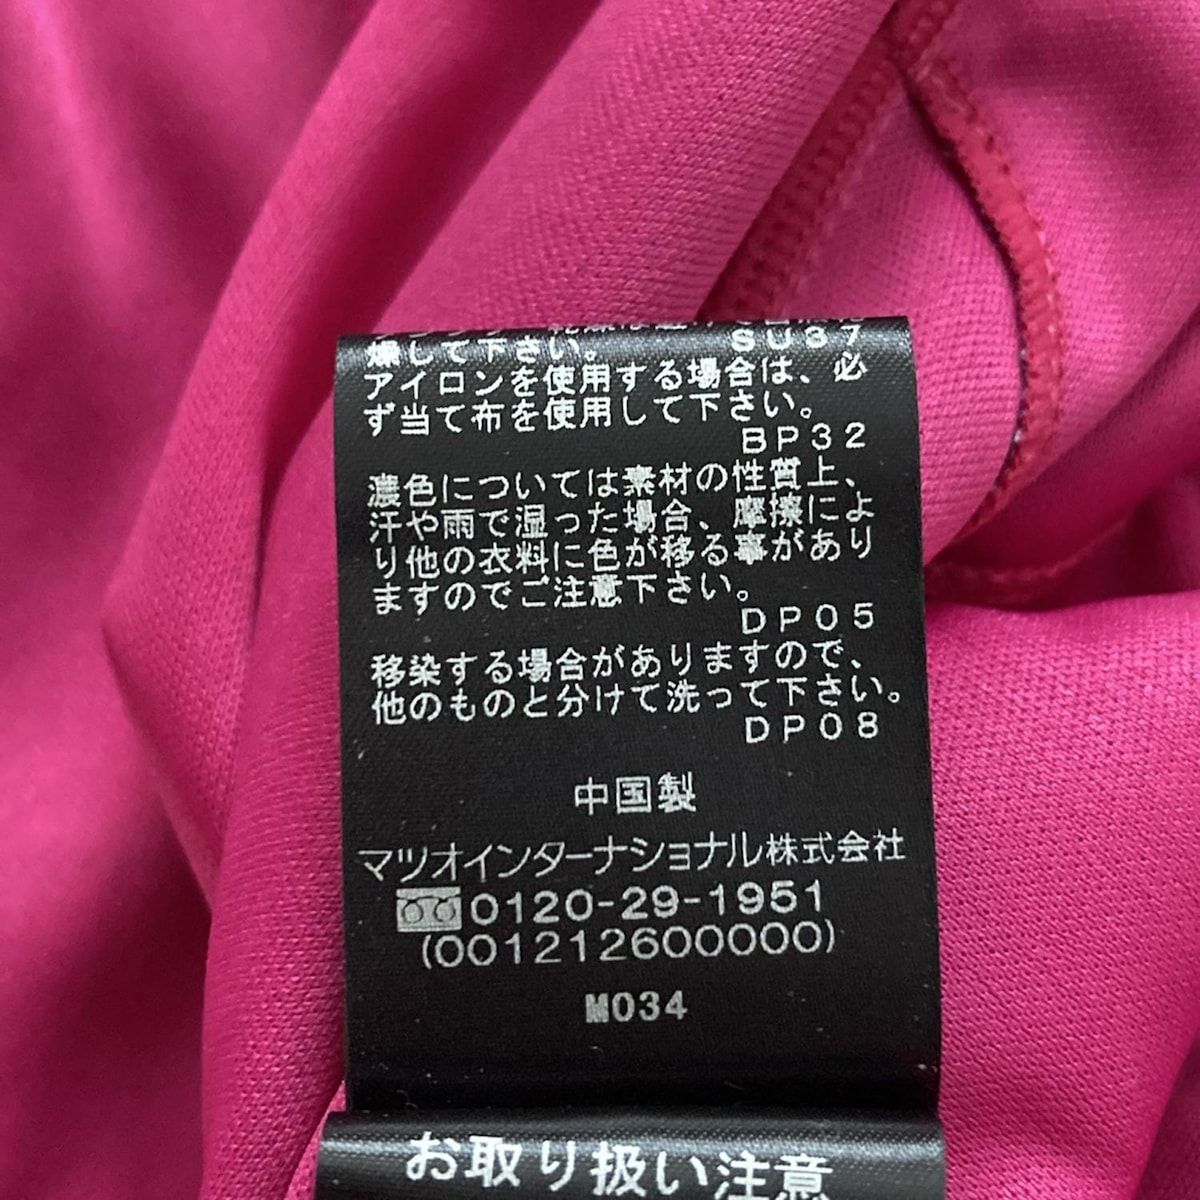 燥して下さい。 SU37
アイロンを使用する場合は、必
ず当て布を使用して下さい。
BP32
濃色については素材の性質上、
汗や雨で湿った場合、摩擦によ
り他の衣料に色が移る事があり
ますのでご注意下さい。
DP05
移染する場合がありますので、
他のものと分けて洗って下さい。
DP08
中国製
マツオインターナショナル株式会社
0120-29-1951
(001212600000)
M034
お取り扱い注意